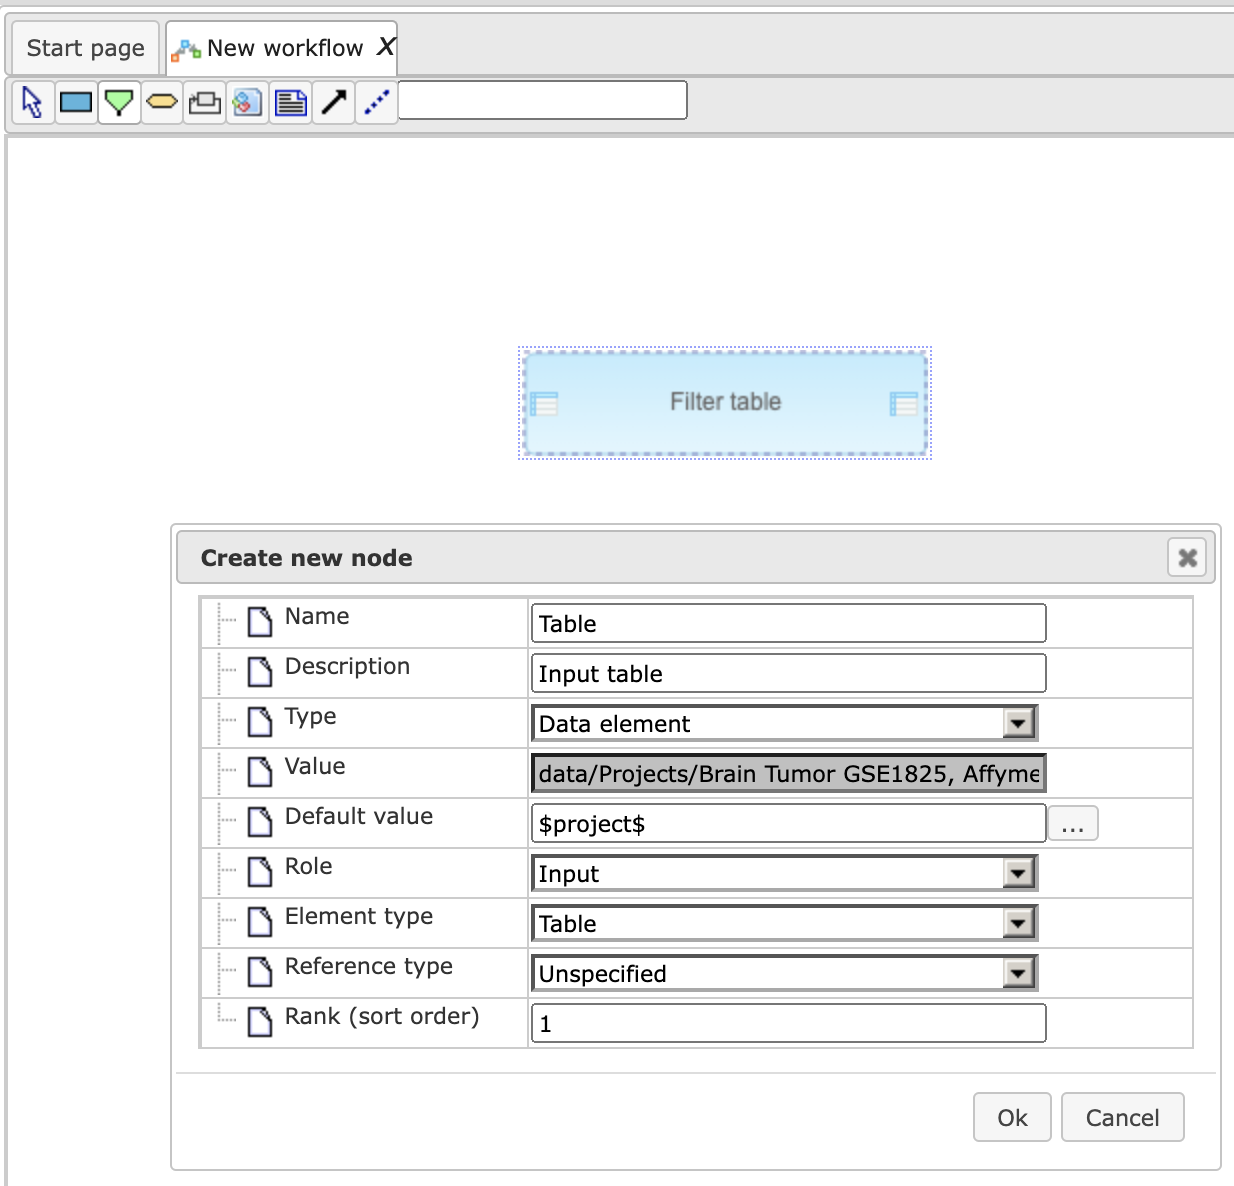 Start page
New workflow X
Filter table
Create new node
Name
Table
Description
Input table
Type
Data element
Value
data/Projects/Brain Tumor GSE1825, Affyme
Default value
$project$
...
Role
Input
Element type
Table
Reference type
Unspecified
Rank (sort order)
1
Ok
Cancel